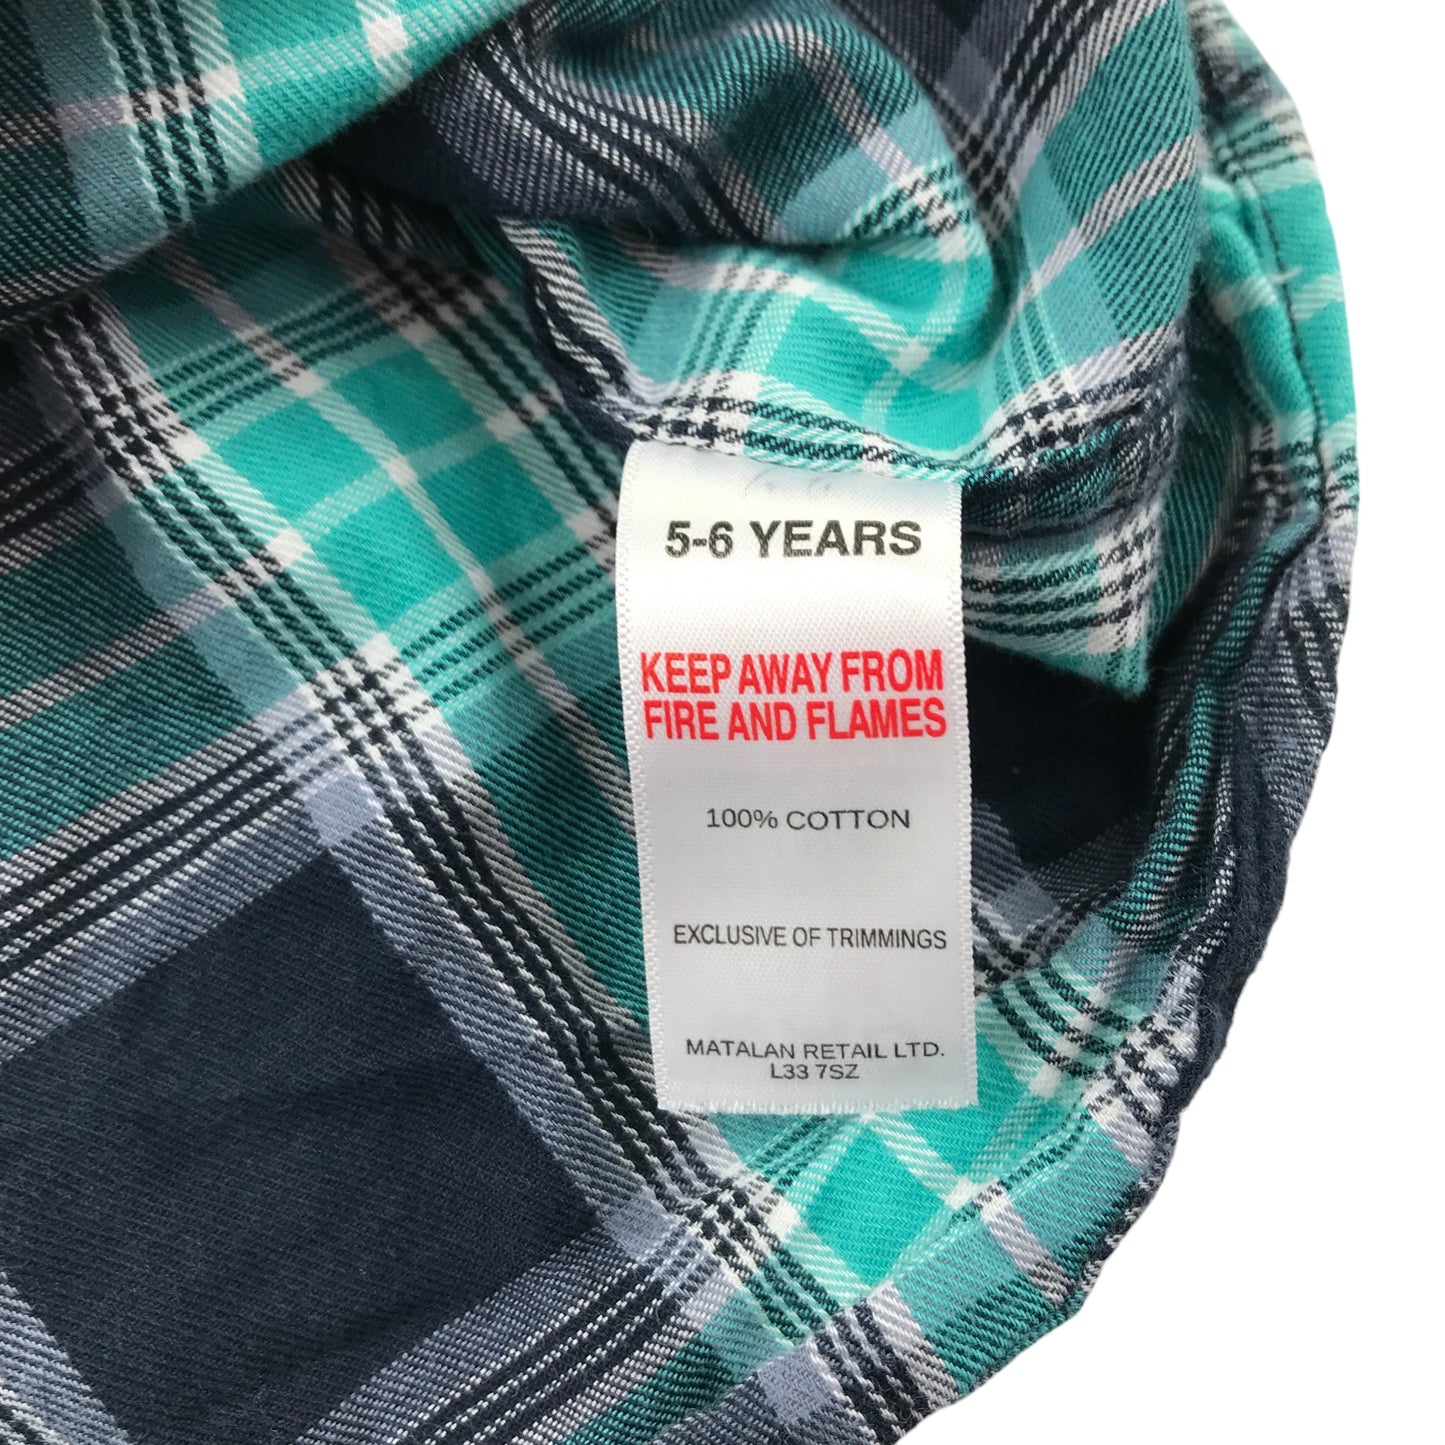 5-6 YEARS
KEEP AWAY FROM
FIRE AND FLAMES
100% COTTON
EXCLUSIVE OF TRIMMINGS
MATALAN RETAIL LTD.
L33 7SZ